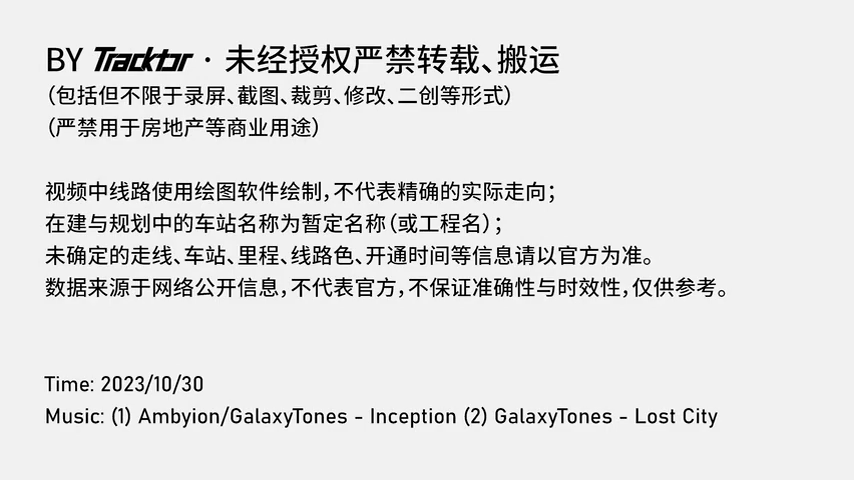 BY Tracktor · 未经授权严禁转载、搬运
（包括但不限于录屏、截图、裁剪、修改、二创等形式）
（严禁用于房地产等商业用途）
视频中线路使用绘图软件绘制，不代表精确的实际走向；
在建与规划中的车站名称为暂定名称（或工程名）；
未确定的走线、车站、里程、线路色、开通时间等信息请以官方为准。
数据来源于网络公开信息，不代表官方，不保证准确性与时效性，仅供参考。
Time: 2023/10/30
Music: (1) Ambyion/GalaxyTones - Inception (2) GalaxyTones - Lost City